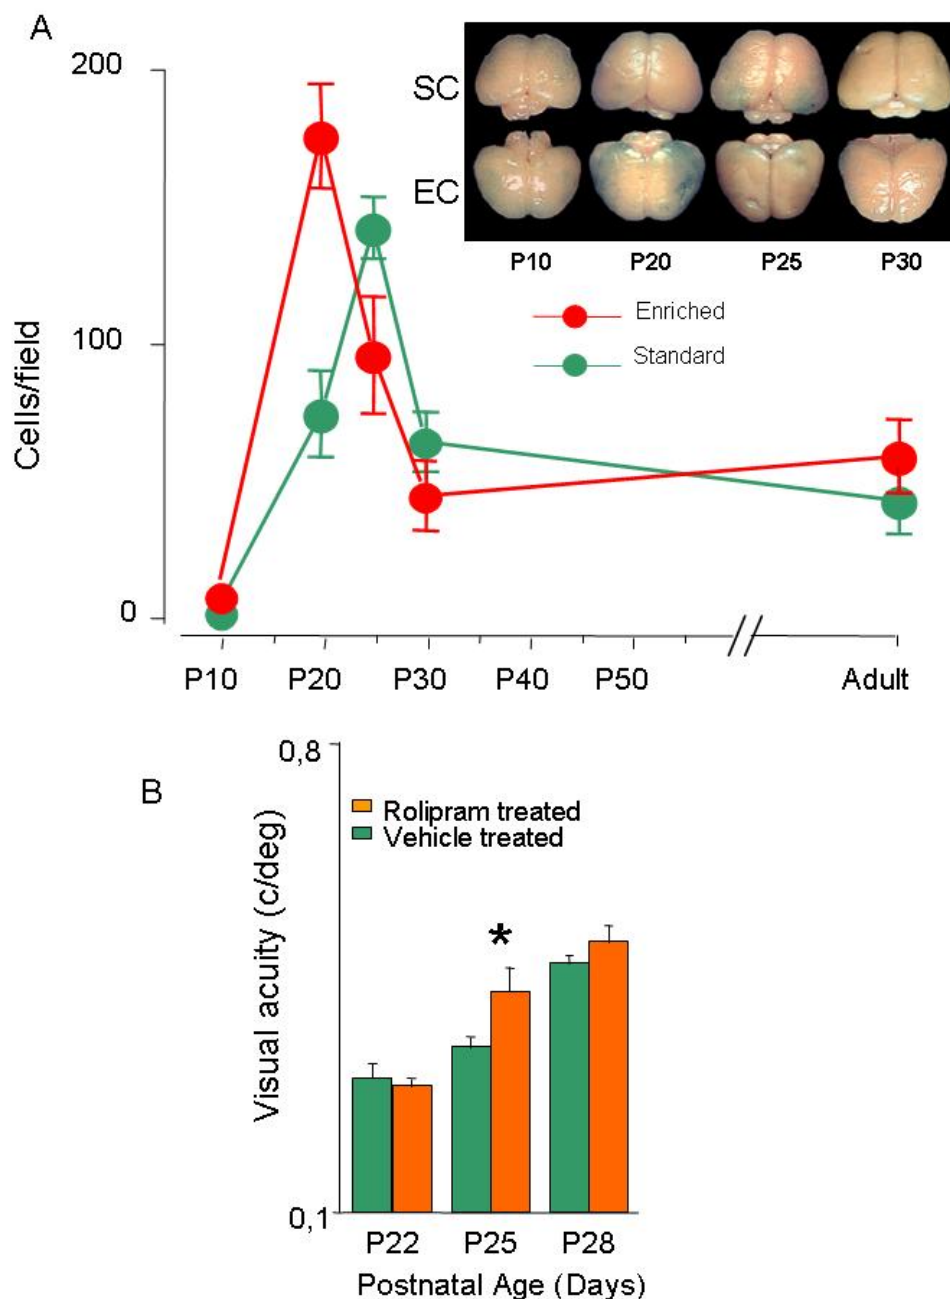 A
200
100
0
Cells/field
SC
EC
P10 P20 P25 P30
Enriched
Standard
P10 P20 P30 P40 P50 Adult
B
0,8
0,1
Visual acuity (c/deg)
Rolipram treated
Vehicle treated
*
P22 P25 P28
Postnatal Age (Days)